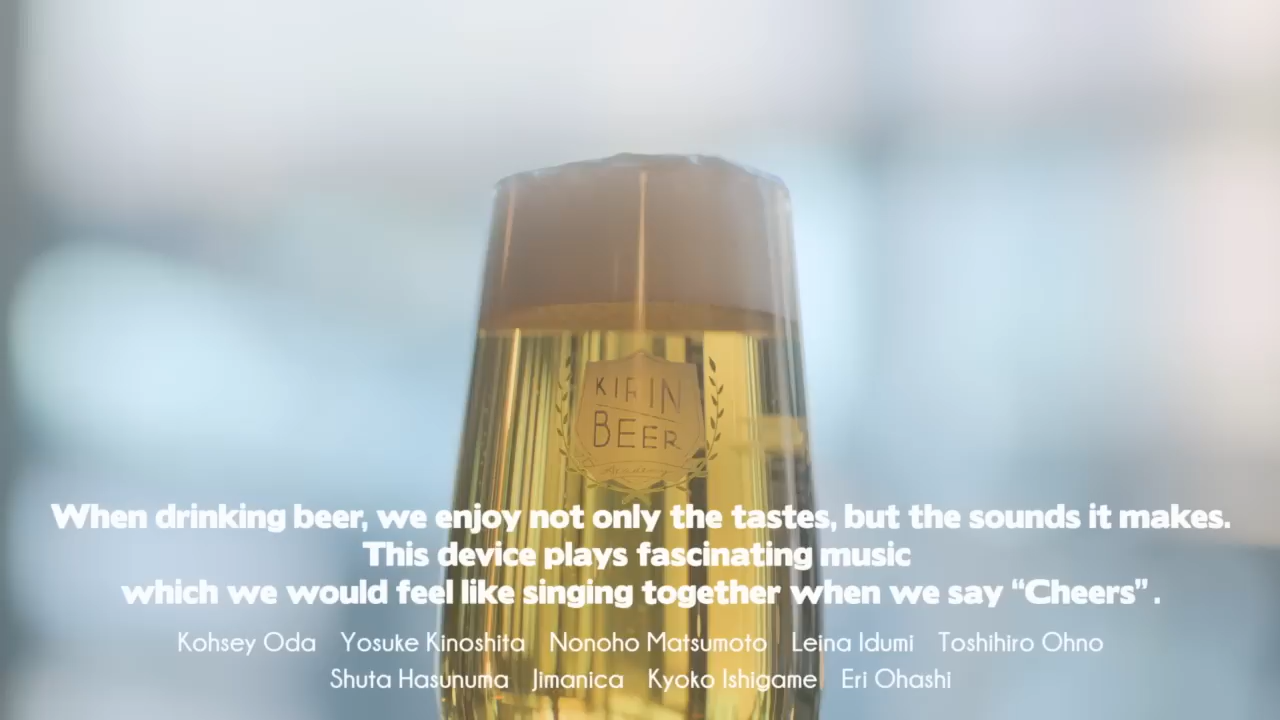 KIRIN
BEER
Academy
When drinking beer, we enjoy not only the tastes, but the sounds it makes.
This device plays fascinating music
which we would feel like singing together when we say “Cheers”.
Kohsey Oda Yosuke Kinoshita Nonoho Matsumoto Leina Idumi Toshihiro Ohno
Shuta Hasunuma Jimanica Kyoko Ishigame Eri Ohashi